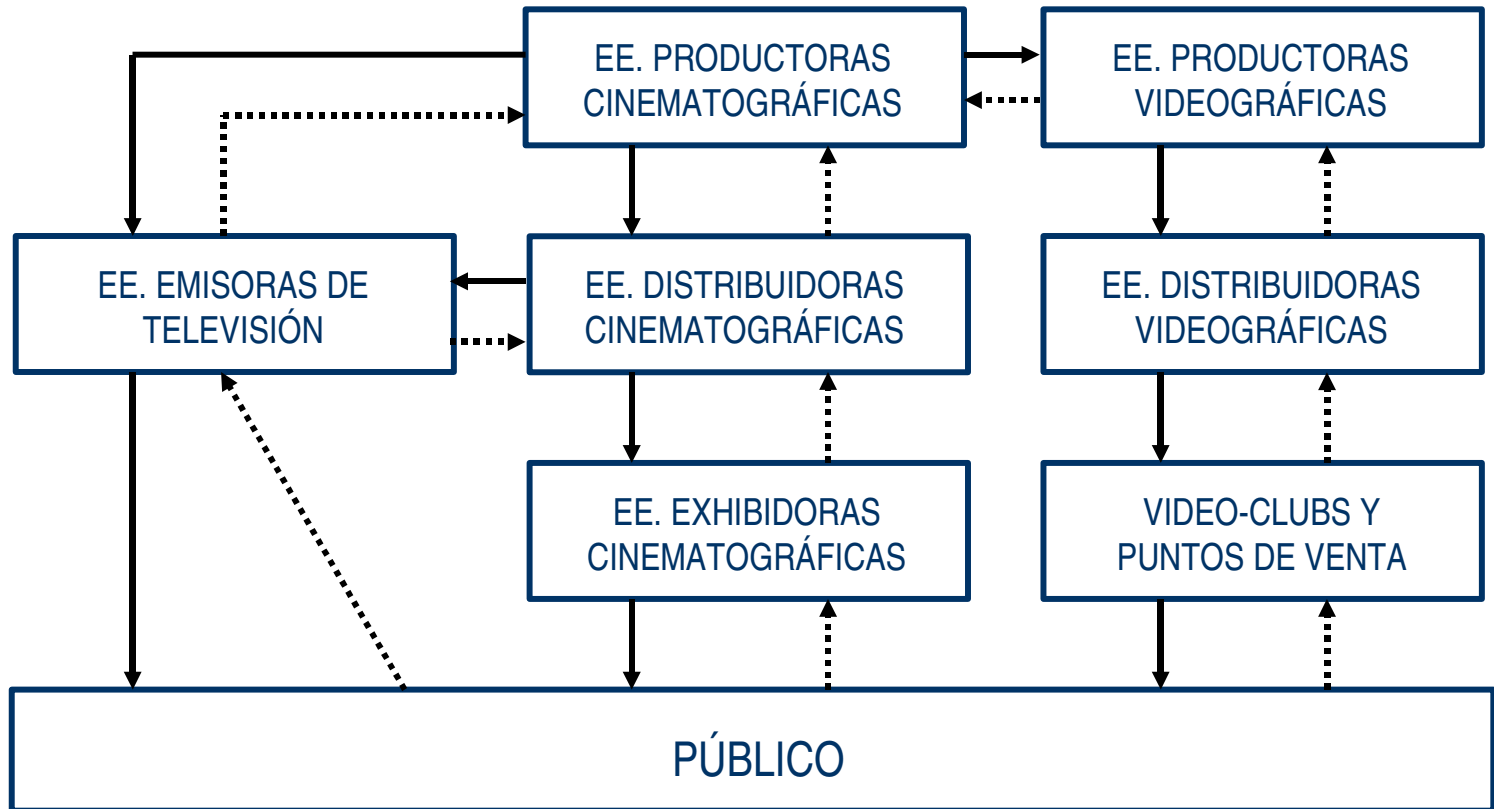 EE. PRODUCTORAS
CINEMATOGRÁFICAS
EE. PRODUCTORAS
VIDEOGRÁFICAS
EE. EMISORAS DE
TELEVISIÓN
EE. DISTRIBUIDORAS
CINEMATOGRÁFICAS
EE. DISTRIBUIDORAS
VIDEOGRÁFICAS
EE. EXHIBIDORAS
CINEMATOGRÁFICAS
VIDEO-CLUBS Y
PUNTOS DE VENTA
PÚBLICO